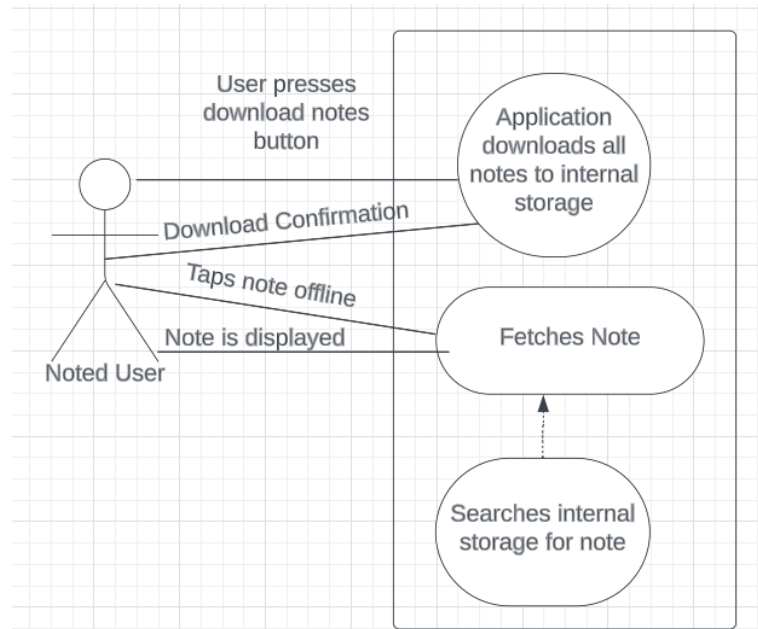 User presses
download notes
button
Application
downloads all
notes to internal
storage
Download Confirmation
Taps note offline
Note is displayed
Fetches Note
Noted User
Searches internal
storage for note